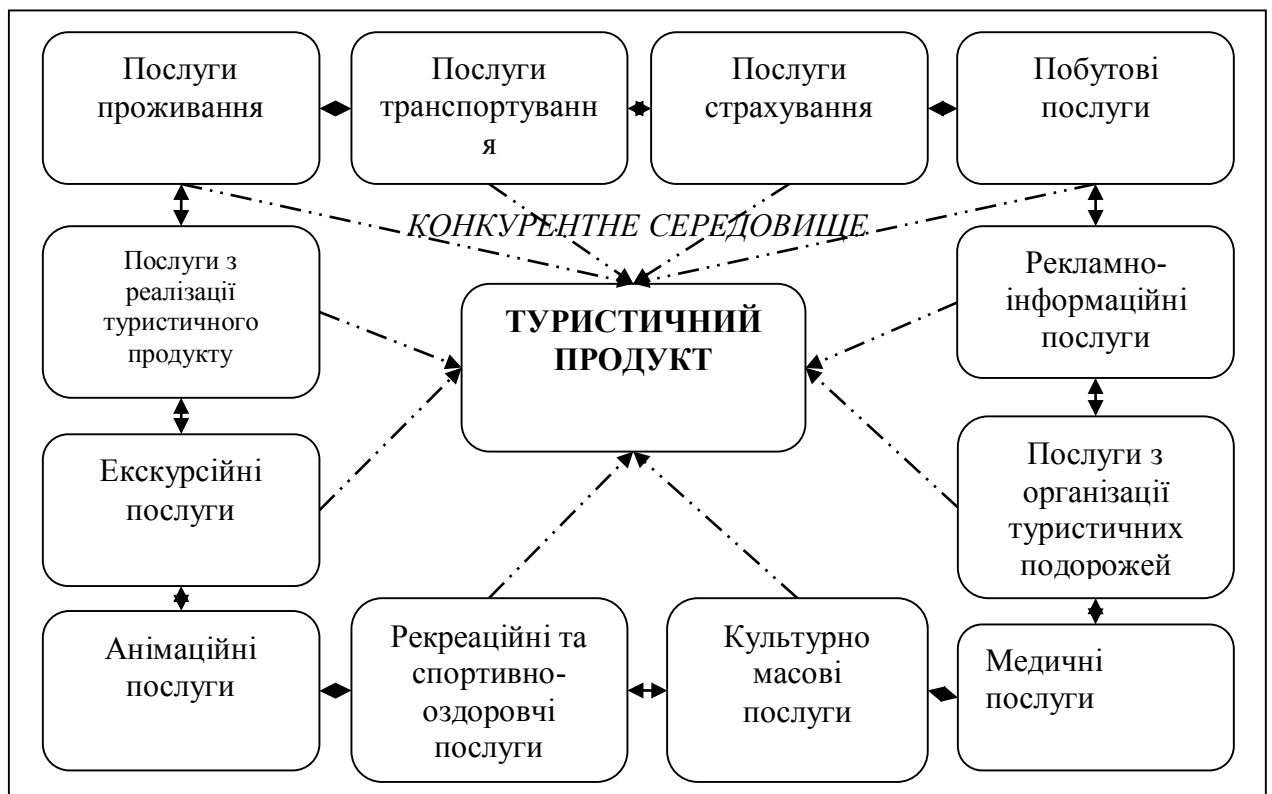 Послуги
проживання
Послуги
транспортуванн
я
Послуги
страхування
Побутові
послуги
КОНКУРЕНТНЕ СЕРЕДОВИЩЕ
Послуги з
реалізації
туристичного
продукту
ТУРИСТИЧНИЙ
ПРОДУКТ
Рекламно-
інформаційні
послуги
Екскурсійні
послуги
Послуги з
організації
туристичних
подорожей
Анімаційні
послуги
Рекреаційні та
спортивно-
оздоровчі
послуги
Культурно
масові
послуги
Медичні
послуги